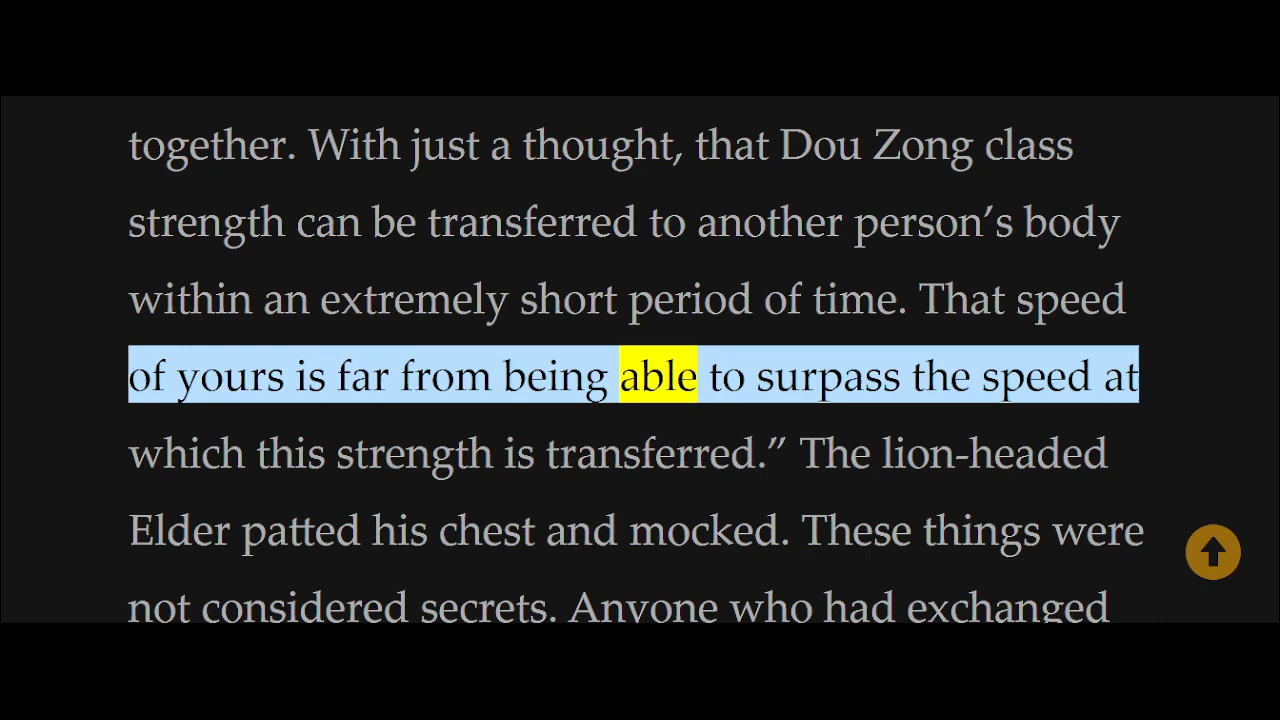 together. With just a thought, that Dou Zong class
strength can be transferred to another person’s body
within an extremely short period of time. That speed
of yours is far from being able to surpass the speed at
which this strength is transferred.” The lion-headed
Elder patted his chest and mocked. These things were
not considered secrets. Anyone who had exchanged